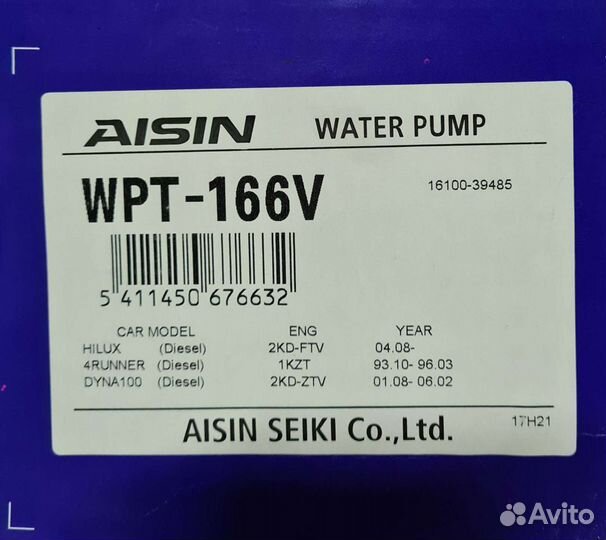 AISIN WATER PUMP
WPT-166V 16100-39485
5 411450 676632
CAR MODEL ENG YEAR
HILUX (Diesel) 2KD-FTV 04.08-
4RUNNER (Diesel) 1KZT 93.10- 96.03
DYNA100 (Diesel) 2KD-ZTV 01.08- 06.02
AISIN SEIKI Co.,Ltd. 17H21
Avito